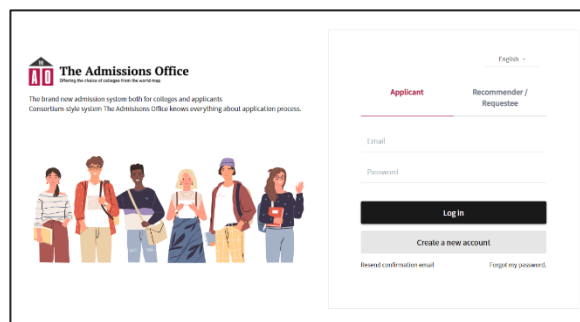 The Admissions Office
Offering the choice of colleges from the world map
The brand new admission system both for colleges and applicants
Consortium-style system The Admissions Office knows everything about application process.
English
Applicant
Recommender /
Requestee
Email
Password
Log in
Create a new account
Resend confirmation email
Forgot my password.